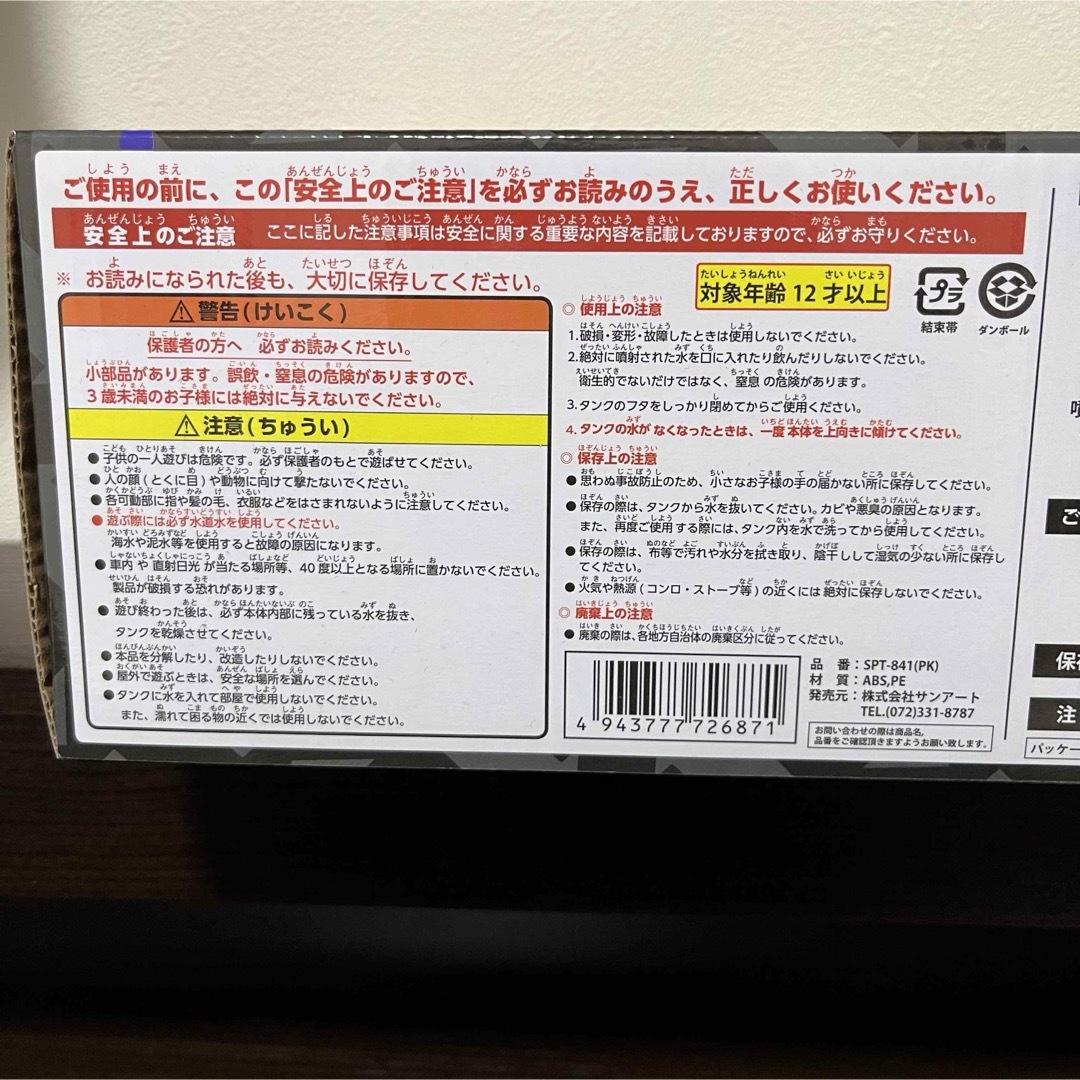 ご使用の前に、この「安全上のご注意」を必ずお読みのうえ、正しくお使いください。
安全上のご注意 ここに記した注意事項は安全に関する重要な内容を記載しておりますので、必ずお守りください。
※ お読みになられた後も、大切に保存してください。
⚠警告(けいこく)
保護者の方へ 必ずお読みください。
小部品があります。誤飲・窒息の危険がありますので、
3歳未満のお子様には絶対に与えないでください。
⚠注意(ちゅうい)
●子供の一人遊びは危険です。必ず保護者のもとで遊ばせてください。
●人の顔(とくに目)や動物に向けて撃たないでください。
●各可動部に指や髪の毛、衣服などをはさまれないように注意してください。
●遊ぶ際には必ず水道水を使用してください。
海水や泥水等を使用すると故障の原因になります。
●車内や直射日光が当たる場所等、40度以上となる場所に置かないでください。
製品が破損する恐れがあります。
●遊び終わった後は、必ず本体内部に残っている水を抜き、
タンクを乾燥させてください。
●本品を分解したり、改造したりしないでください。
●屋外で遊ぶときは、安全な場所を選んでください。
●タンクに水を入れて部屋で使用しないでください。
また、濡れて困る物の近くでは使用しないでください。
対象年齢12才以上
プラ
結束帯
ダンボール
◎使用上の注意
1.破損・変形・故障したときは使用しないでください。
2.絶対に噴射された水を口に入れたり飲んだりしないでください。
衛生的でないだけではなく、窒息の危険があります。
3.タンクのフタをしっかり閉めてからご使用ください。
4.タンクの水がなくなったときは、一度本体を上向きに傾けてください。
◎保存上の注意
●思わぬ事故防止のため、小さなお子様の手の届かない所に保存してください。
●保存の際は、タンクから水を抜いてください。カビや悪臭の原因となります。
また、再度ご使用する際には、タンク内を水で洗ってから使用してください。
●保存の際は、布等で汚れや水分を拭き取り、陰干しして湿気の少ない所に保存し
てください。
●火気や熱源(コンロ・ストーブ等)の近くには絶対に保存しないでください。
◎廃棄上の注意
●廃棄の際は、各地方自治体の廃棄区分に従ってください。
4 943777 726871
品 番:SPT-841(PK)
材 質:ABS,PE
発売元:株式会社サンアート
TEL.(072)331-8787
お問い合わせの際は商品名,
品番をご確認頂きますようお願い致します。
ご
保存
注
パッケー